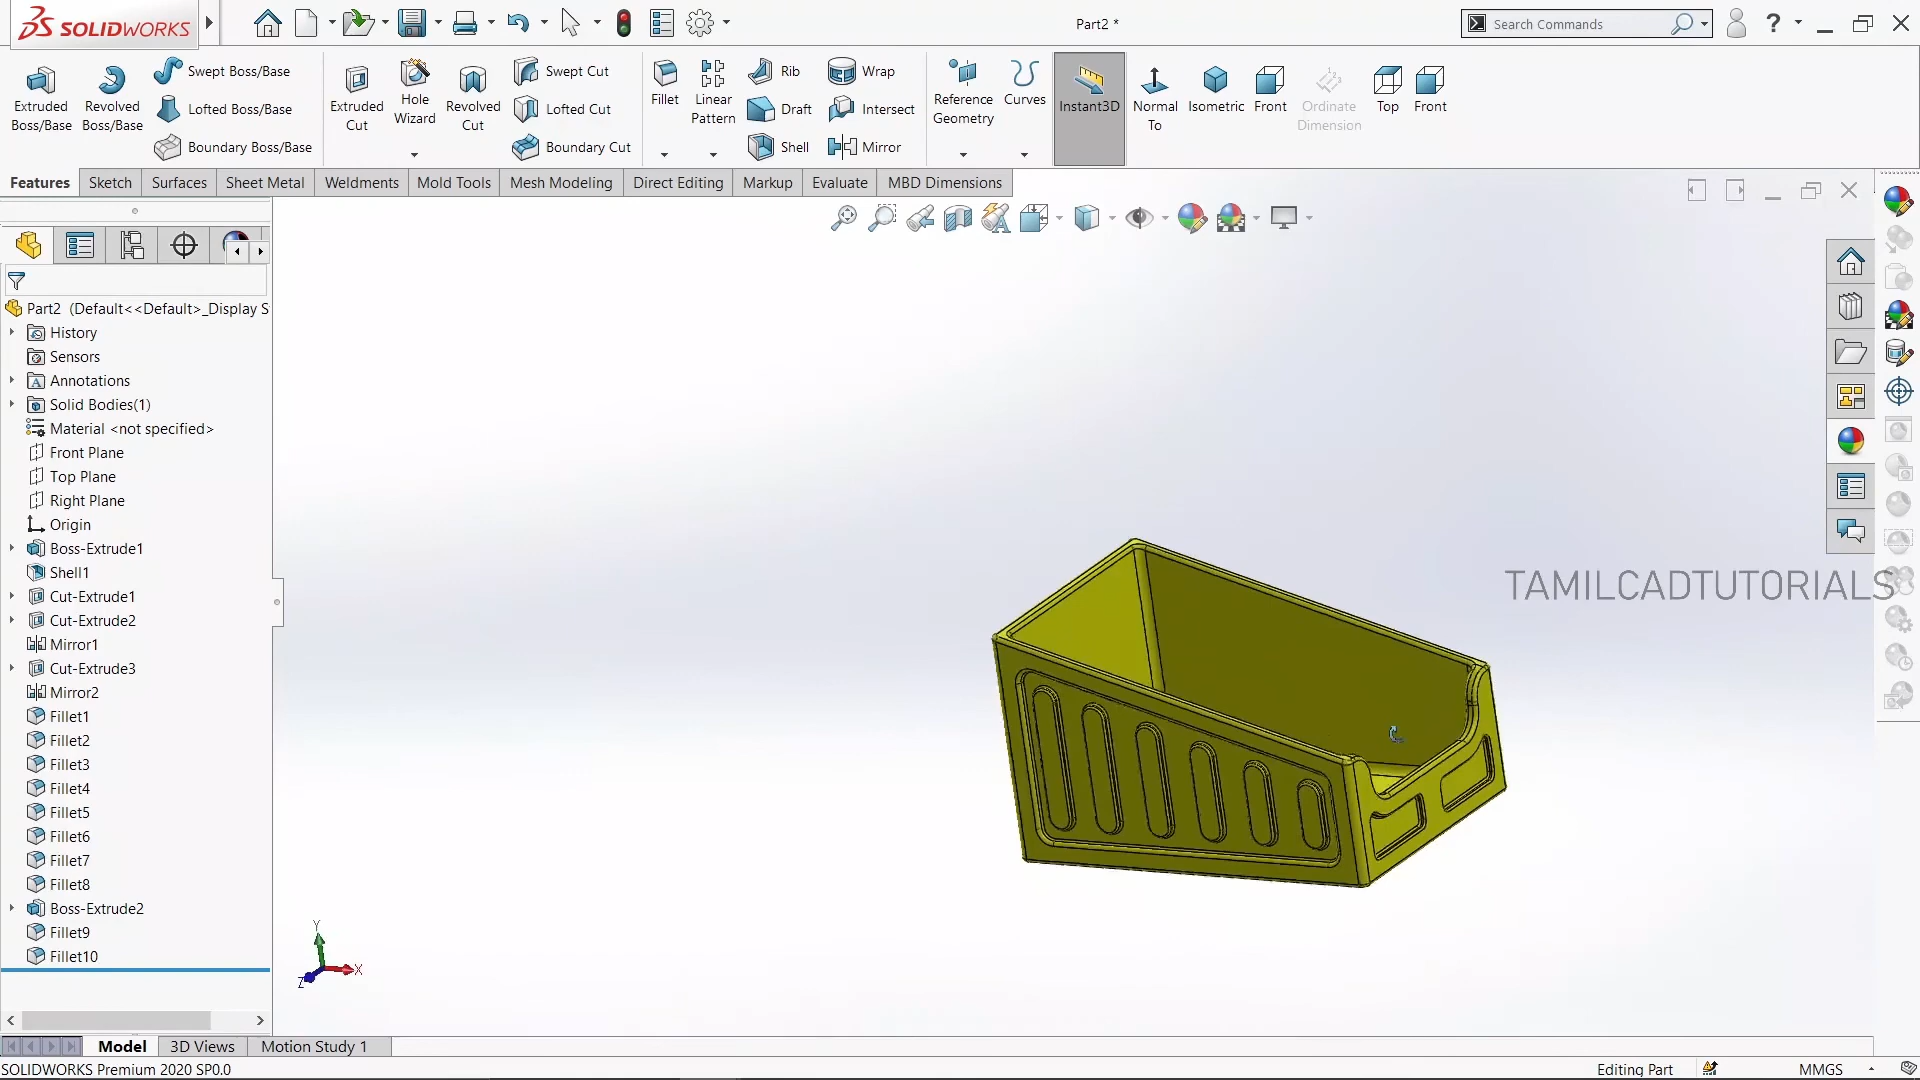 SOLIDWORKS
Part2 *
Search Commands
?
Extruded
Boss/Base
Revolved
Boss/Base
Swept Boss/Base
Lofted Boss/Base
Boundary Boss/Base
Extruded
Cut
Hole
Wizard
Revolved
Cut
Swept Cut
Lofted Cut
Boundary Cut
Fillet
Linear
Pattern
Rib
Draft
Shell
Wrap
Intersect
Mirror
Reference
Geometry
Curves
Instant3D
Normal
To
Isometric
Front
Ordinate
Dimension
Top
Front
Features
Sketch
Surfaces
Sheet Metal
Weldments
Mold Tools
Mesh Modeling
Direct Editing
Markup
Evaluate
MBD Dimensions
Part2 (Default<<Default>_Display S
History
Sensors
Annotations
Solid Bodies(1)
Material <not specified>
Front Plane
Top Plane
Right Plane
Origin
Boss-Extrude1
Shell1
Cut-Extrude1
Cut-Extrude2
Mirror1
Cut-Extrude3
Mirror2
Fillet1
Fillet2
Fillet3
Fillet4
Fillet5
Fillet6
Fillet7
Fillet8
Boss-Extrude2
Fillet9
Fillet10
TAMILCADTUTORIALS
Y
X
Z
Model
3D Views
Motion Study 1
SOLIDWORKS Premium 2020 SP0.0
Editing Part
MMGS